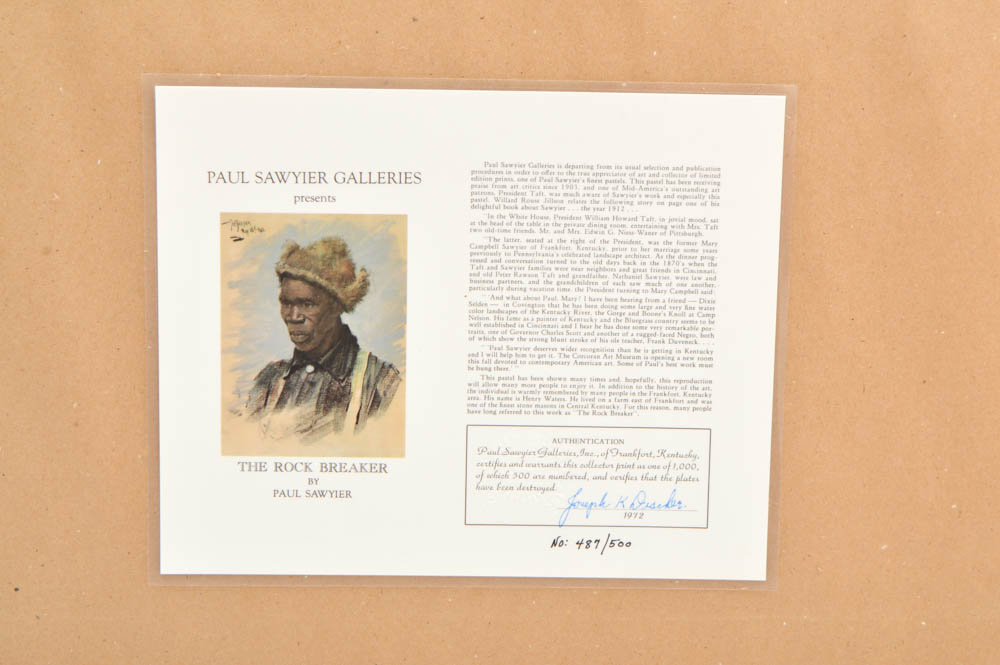 PAUL SAWYIER GALLERIES
presents
THE ROCK BREAKER
BY
PAUL SAWYIER
Paul Sawyier Galleries is departing from its usual selection and publication
procedures in order to offer to the true appreciator of art and collector of limited
edition prints, one of Paul Sawyier's finest pastels. This pastel has been receiving
praise from art critics since 1903, and one of Mid-America's outstanding art
patrons, President Taft, was much aware of Sawyier's work and especially this
pastel. Willard Rouse Jillson relates the following story on page one of his
delightful book about Sawyier . . . the year 1912 . .
"In the White House, President William Howard Taft, in jovial mood, sat
at the head of the table in the private dining room, entertaining with Mrs. Taft
two old-time friends, Mr. and Mrs. Edwin G. Niese-Waner of Pittsburgh.
"The latter, seated at the right of the President, was the former Mary
Campbell Sawyier of Frankfort, Kentucky, prior to her marriage some years
previously to Pennsylvania's celebrated landscape architect. As the dinner prog-
ressed and conversation turned to the old days back in the 1870's when the
Taft and Sawyier families were near neighbors and great friends in Cincinnati,
and old Peter Rawson Taft and grandfather, Nathaniel Sawyier, were law and
business partners, and the grandchildren of each saw much of one another,
particularly during vacation time, the President turning to Mary Campbell said:
" 'And what about Paul, Mary? I have been hearing from a friend — Dixie
Selden — in Covington that he has been doing some large and very fine water
color landscapes of the Kentucky River, the Gorge and Boone's Knoll at Camp
Nelson. His fame as a painter of Kentucky and the Bluegrass country seems to be
well established in Cincinnati and I hear he has done some very remarkable por-
traits, one of Governor Charles Scott and another of a rugged-faced Negro, both
of which show the strong blunt stroke of his ole teacher, Frank Duveneck. . . .
" 'Paul Sawyier deserves wider recognition than he is getting in Kentucky
and I will help him to get it. The Corcoran Art Museum is opening a new room
this fall devoted to contemporary American art. Some of Paul's best work must
be hung there.' "
This pastel has been shown many times and, hopefully, this reproduction
will allow many more people to enjoy it. In addition to the history of the art,
the individual is warmly remembered by many people in the Frankfort, Kentucky
area. His name is Henry Waters. He lived on a farm east of Frankfort and was
one of the finest stone masons in Central Kentucky. For this reason, many people
have long referred to this work as "The Rock Breaker".
AUTHENTICATION
Paul Sawyier Galleries, Inc., of Frankfort, Kentucky,
certifies and warrants this collector print as one of 1,000,
of which 500 are numbered, and verifies that the plates
have been destroyed.
Joseph K
1972
No: 487/500